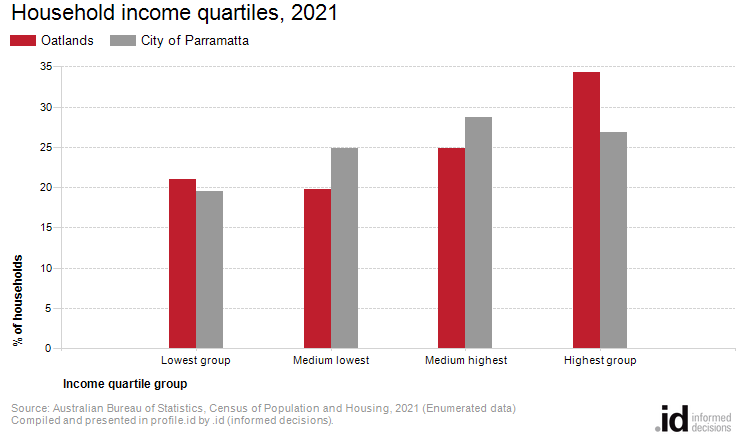 Household income quartiles, 2021
Oatlands City of Parramatta
35
30
25
20
15
10
5
0
% of households
Lowest group Medium lowest Medium highest Highest group
Income quartile group
Source: Australian Bureau of Statistics, Census of Population and Housing, 2021 (Enumerated data)
Compiled and presented in profile.id by .id (informed decisions).
.id informed
decisions